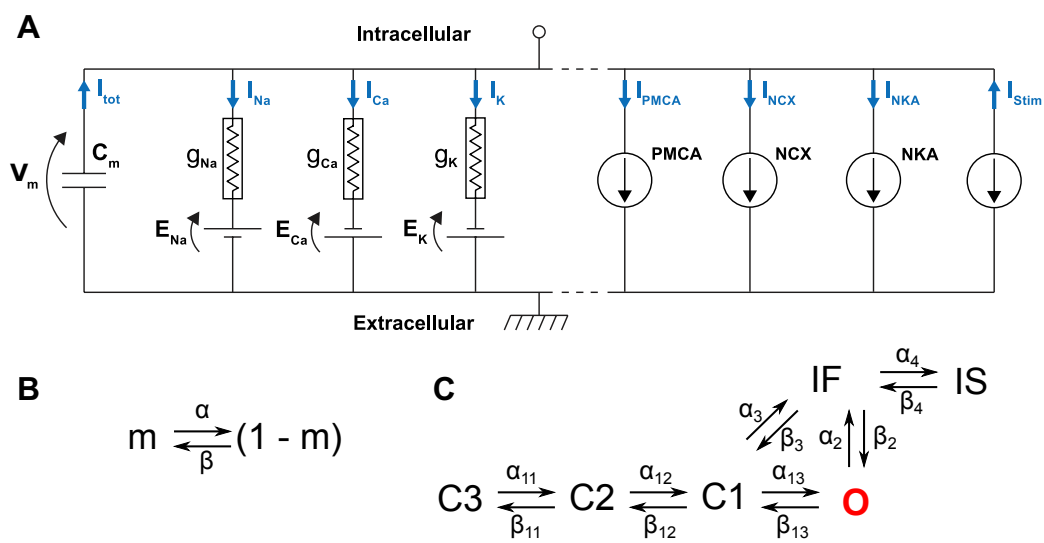 A
Intracellular
I_tot I_Na I_Ca I_K I_PMCA I_NCX I_NKA I_Stim
V_m C_m g_Na g_Ca g_K PMCA NCX NKA
E_Na E_Ca E_K
Extracellular
B
m α β (1 - m)
C
IF α₄ β₄ IS
α₃ β₃ α₂ β₂
C3 α₁₁ β₁₁ C2 α₁₂ β₁₂ C1 α₁₃ β₁₃ O